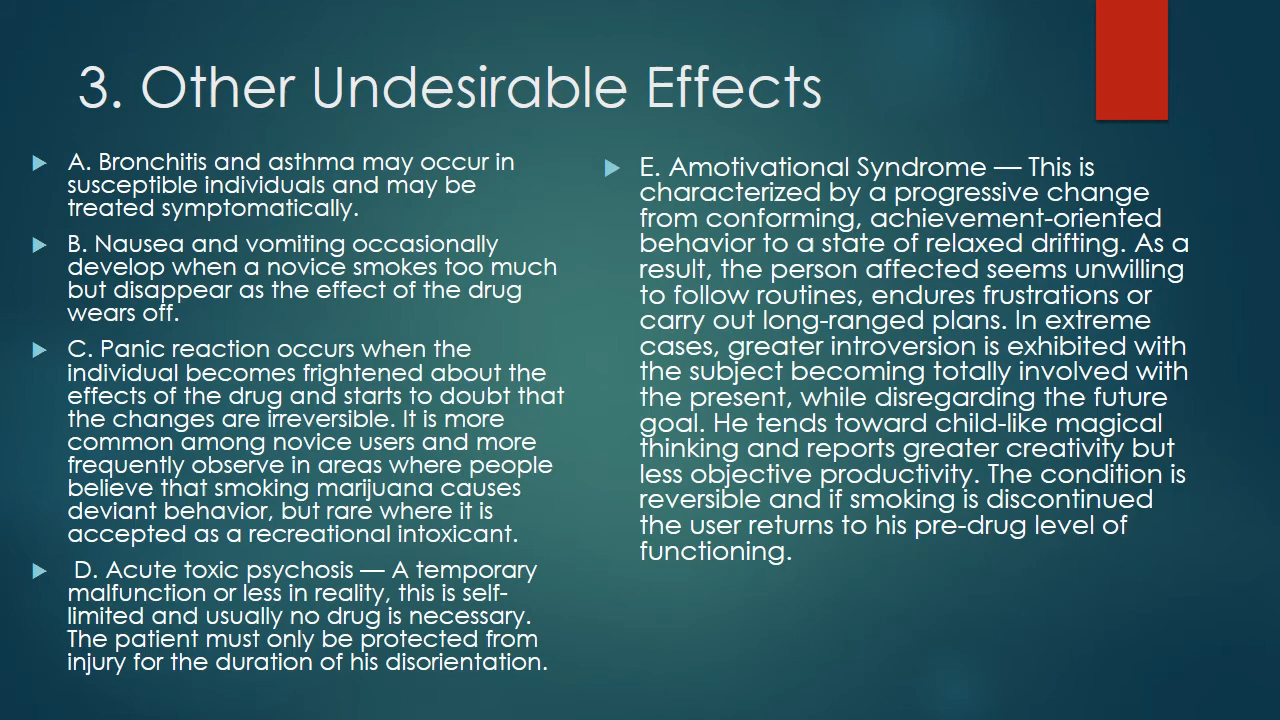 3. Other Undesirable Effects
A. Bronchitis and asthma may occur in
susceptible individuals and may be
treated symptomatically.
B. Nausea and vomiting occasionally
develop when a novice smokes too much
but disappear as the effect of the drug
wears off.
C. Panic reaction occurs when the
individual becomes frightened about the
effects of the drug and starts to doubt that
the changes are irreversible. It is more
common among novice users and more
frequently observe in areas where people
believe that smoking marijuana causes
deviant behavior, but rare where it is
accepted as a recreational intoxicant.
D. Acute toxic psychosis — A temporary
malfunction or less in reality, this is self-
limited and usually no drug is necessary.
The patient must only be protected from
injury for the duration of his disorientation.
E. Amotivational Syndrome — This is
characterized by a progressive change
from conforming, achievement-oriented
behavior to a state of relaxed drifting. As a
result, the person affected seems unwilling
to follow routines, endures frustrations or
carry out long-ranged plans. In extreme
cases, greater introversion is exhibited with
the subject becoming totally involved with
the present, while disregarding the future
goal. He tends toward child-like magical
thinking and reports greater creativity but
less objective productivity. The condition is
reversible and if smoking is discontinued
the user returns to his pre-drug level of
functioning.